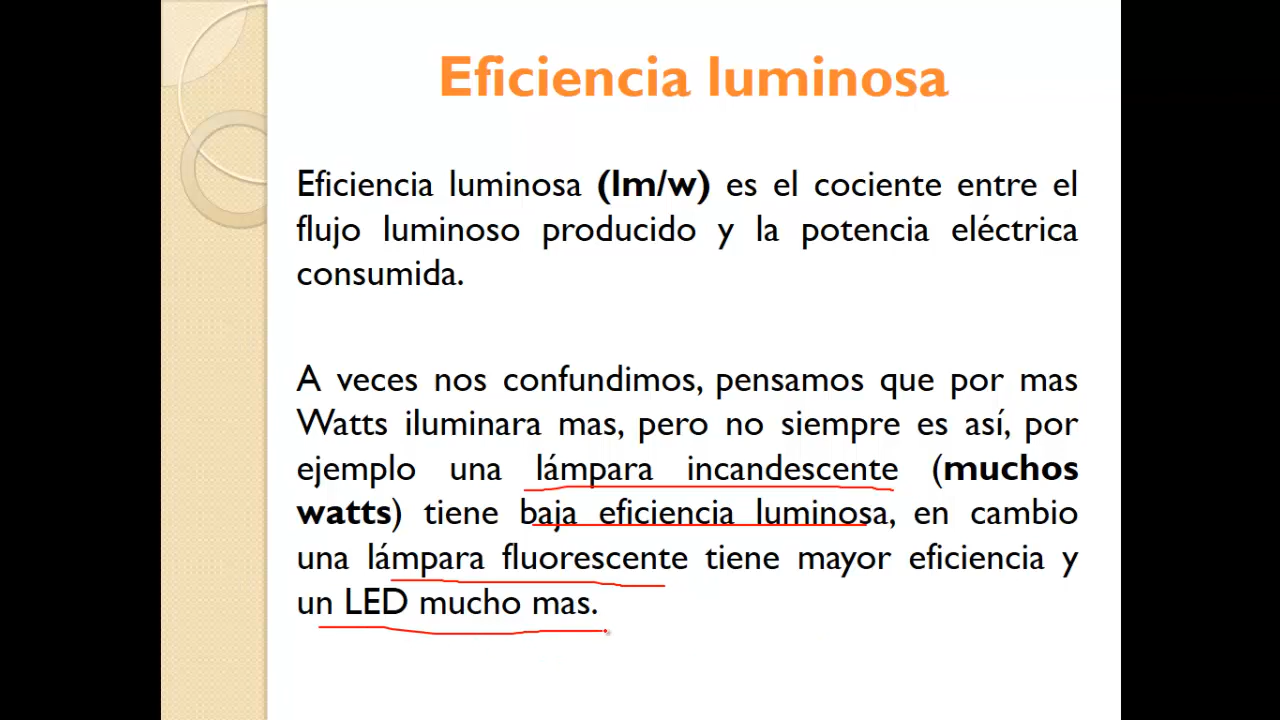 Eficiencia luminosa
Eficiencia luminosa (lm/w) es el cociente entre el
flujo luminoso producido y la potencia eléctrica
consumida.
A veces nos confundimos, pensamos que por mas
Watts iluminara mas, pero no siempre es así, por
ejemplo una lámpara incandescente (muchos
watts) tiene baja eficiencia luminosa, en cambio
una lámpara fluorescente tiene mayor eficiencia y
un LED mucho mas.